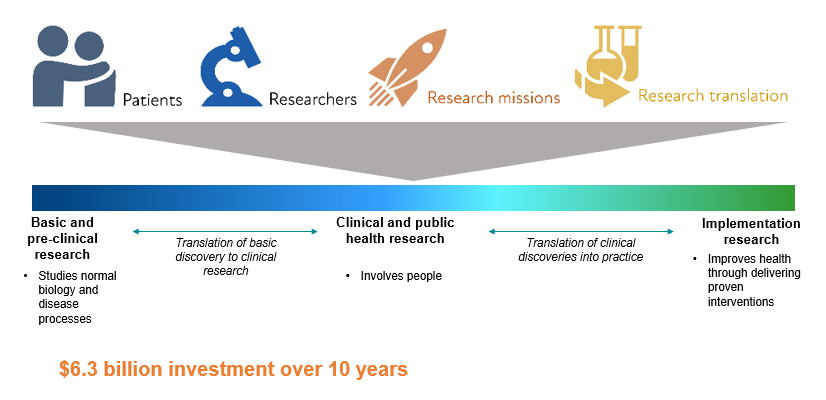 Patients
Researchers
Research missions
Research translation
Basic and
pre-clinical
research
• Studies normal
biology and
disease
processes
Translation of basic
discovery to clinical
research
Clinical and public
health research
• Involves people
Translation of clinical
discoveries into practice
Implementation
research
• Improves health
through delivering
proven
interventions
$6.3 billion investment over 10 years